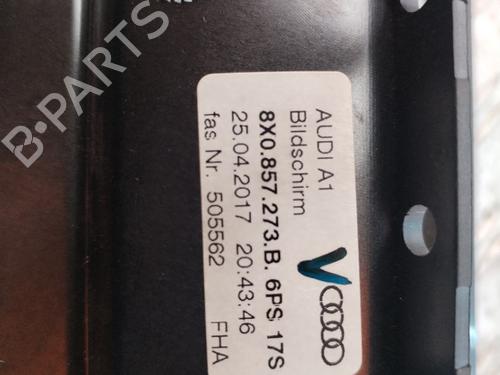 AUDI A1
Bildschirm
8X0.857.273.B. 6PS 17S
25.04.2017 20:43:46
fas Nr. 505562
FHA
B-PARTS